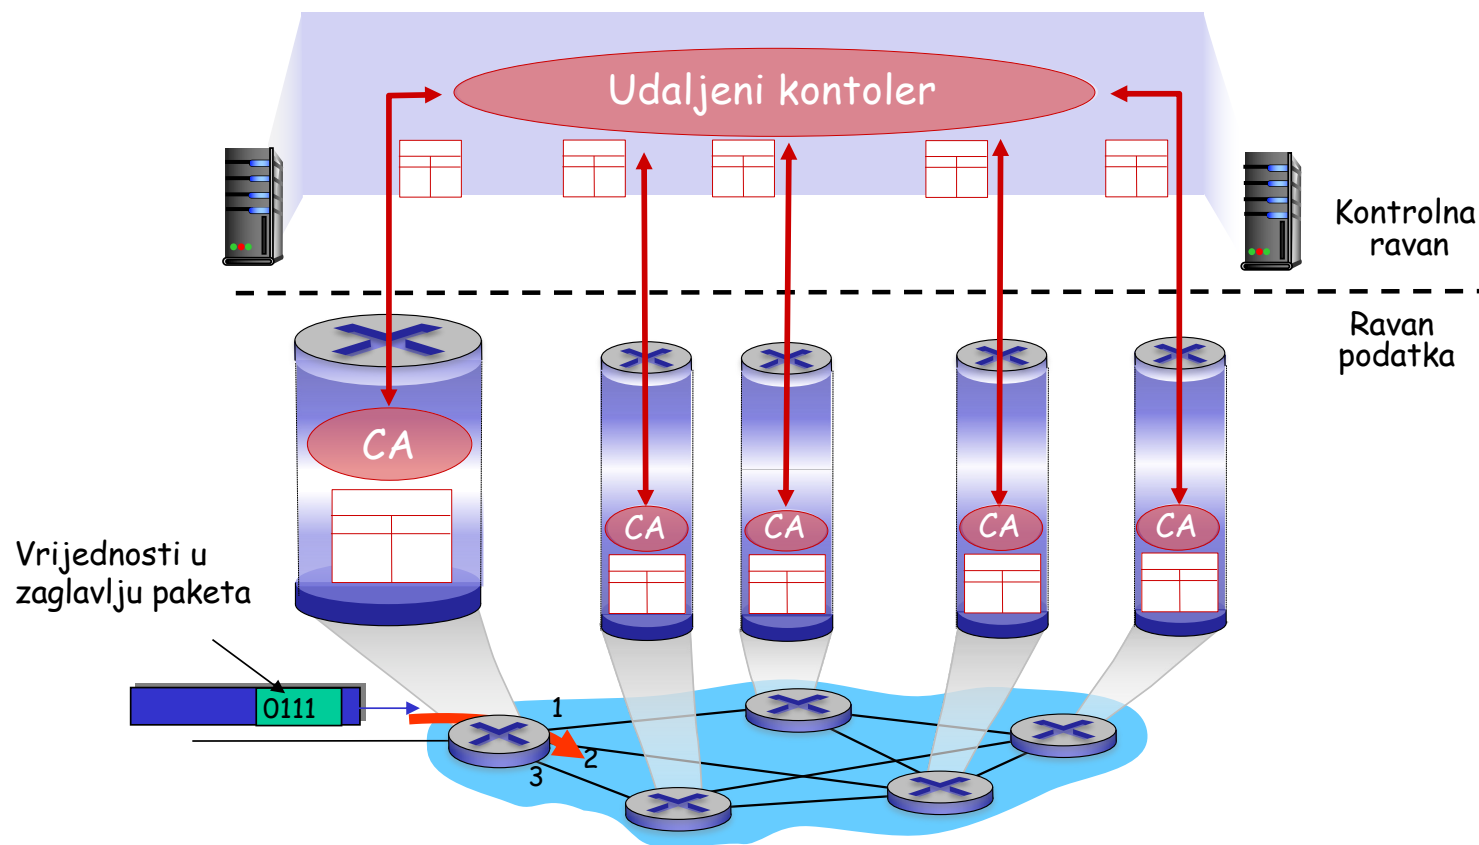 Udaljeni kontoler
Kontrolna
ravan
Ravan
podatka
CA
CA
CA
CA
CA
Vrijednosti u
zaglavlju paketa
0111
1
2
3